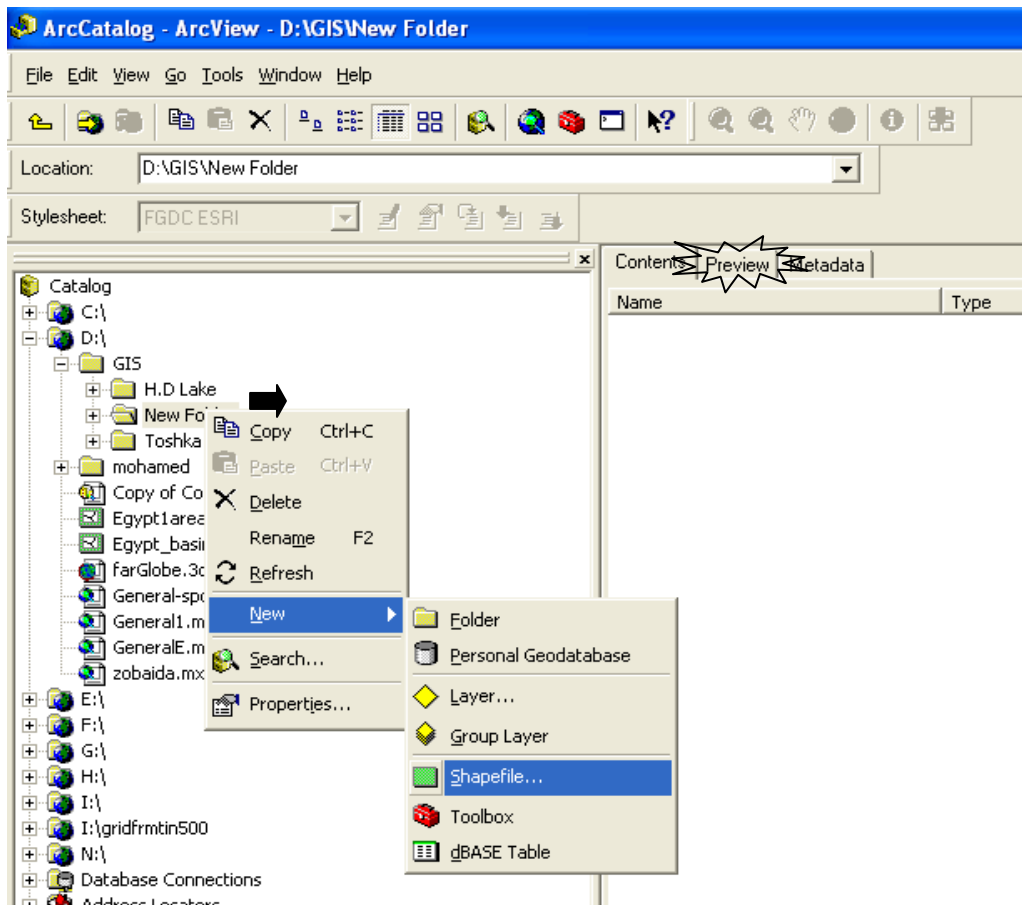 ArcCatalog - ArcView - D:\GIS\New Folder
File Edit View Go Tools Window Help
Location: D:\GIS\New Folder
Stylesheet: FGDC ESRI
Contents Preview Metadata
Name Type
Catalog
C:\
D:\
GIS
H.D Lake
New Fo
Toshka
mohamed
Copy of Co
Egypt1area
Egypt_basi
farGlobe.3d
General-spo
General1.m
GeneralE.m
zobaida.mx
E:\
F:\
G:\
H:\
I:\
I:\gridfrmtin500
N:\
Database Connections
Address Locators
Copy Ctrl+C
Paste Ctrl+V
Delete
Rename F2
Refresh
New
Search...
Properties...
Folder
Personal Geodatabase
Layer...
Group Layer
Shapefile...
Toolbox
dBASE Table